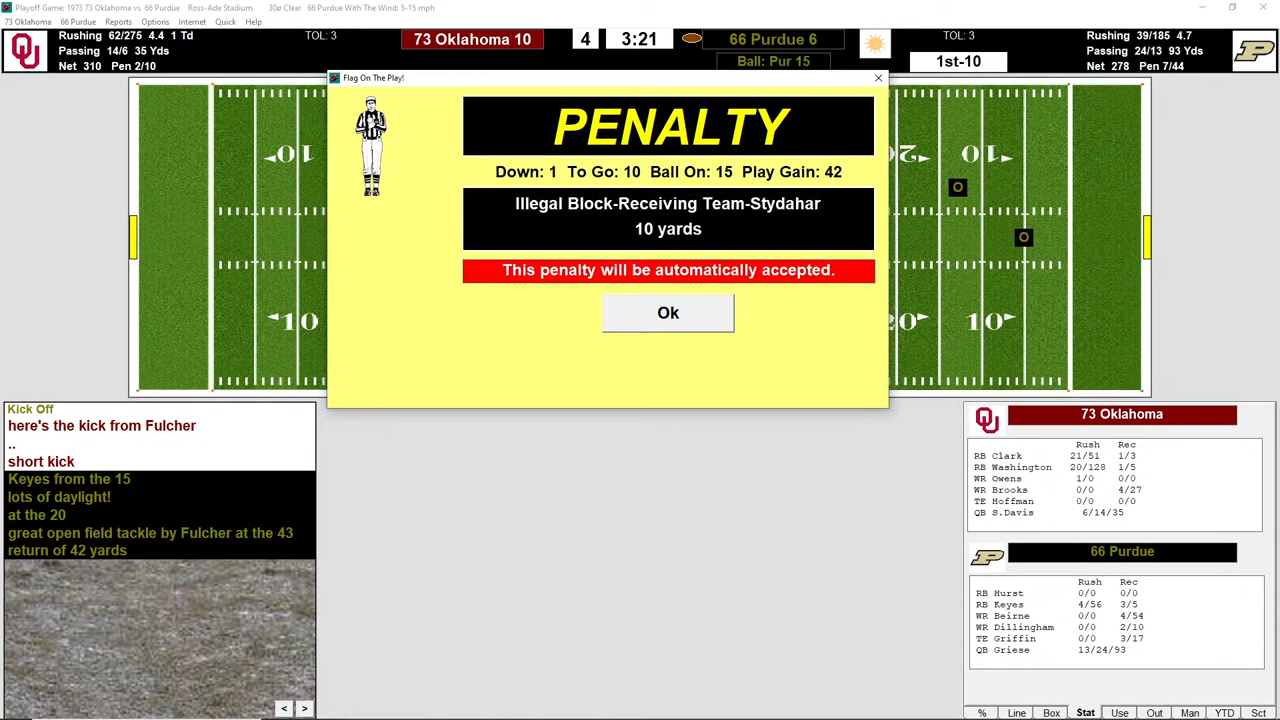 Playoff Game: 1973 73 Oklahoma vs 66 Purdue Ross-Ade Stadium 30ø Clear 66 Purdue With The Wind: 5-15 mph
73 Oklahoma 66 Purdue Reports Options Internet Quick Help
Rushing 62/275 4.4 1 Td
Passing 14/6 35 Yds
Net 310 Pen 2/10
TOL: 3
73 Oklahoma 10
4
3:21
66 Purdue 6
Ball: Pur 15
TOL: 3
1st-10
Rushing 39/185 4.7
Passing 24/13 93 Yds
Net 278 Pen 7/44
Flag On The Play!
PENALTY
Down: 1 To Go: 10 Ball On: 15 Play Gain: 42
Illegal Block-Receiving Team-Stydahar
10 yards
This penalty will be automatically accepted.
Ok
10
20 10
O
O
10
20 10
Kick Off
here's the kick from Fulcher
..
short kick
Keyes from the 15
lots of daylight!
at the 20
great open field tackle by Fulcher at the 43
return of 42 yards
< >
73 Oklahoma
Rush Rec
RB Clark 21/51 1/3
RB Washington 20/128 1/5
WR Owens 1/0 0/0
WR Brooks 0/0 4/27
TE Hoffman 0/0 0/0
QB S.Davis 6/14/35
66 Purdue
Rush Rec
RB Hurst 0/0 0/0
RB Keyes 4/56 3/5
WR Beirne 0/0 4/54
WR Dillingham 0/0 2/10
TE Griffin 0/0 3/17
QB Griese 13/24/93
% Line Box Stat Use Out Man YTD Sct